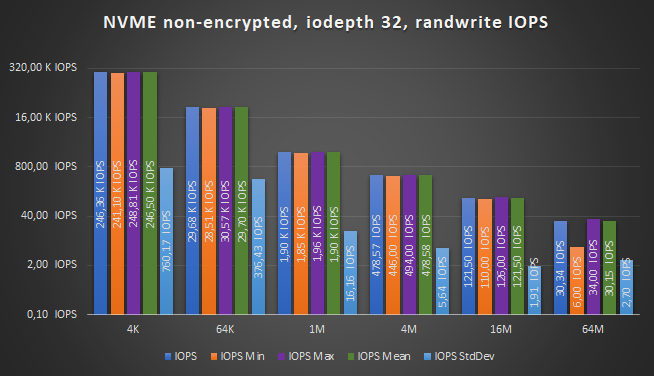 NVME non-encrypted, iodepth 32, randwrite IOPS
320,00 K IOPS
16,00 K IOPS
800,00 IOPS
40,00 IOPS
2,00 IOPS
0,10 IOPS
246,36 K IOPS
241,10 K IOPS
248,81 K IOPS
246,50 K IOPS
760,17 IOPS
29,68 K IOPS
28,51 K IOPS
30,57 K IOPS
29,70 K IOPS
376,43 IOPS
1,90 K IOPS
1,85 K IOPS
1,96 K IOPS
1,90 K IOPS
16,16 IOPS
478,57 IOPS
446,00 IOPS
494,00 IOPS
478,58 IOPS
5,64 IOPS
121,50 IOPS
110,00 IOPS
126,00 IOPS
121,50 IOPS
1,91 IOPS
30,34 IOPS
6,00 IOPS
34,00 IOPS
30,15 IOPS
2,70 IOPS
4K 64K 1M 4M 16M 64M
IOPS IOPS Min IOPS Max IOPS Mean IOPS StdDev